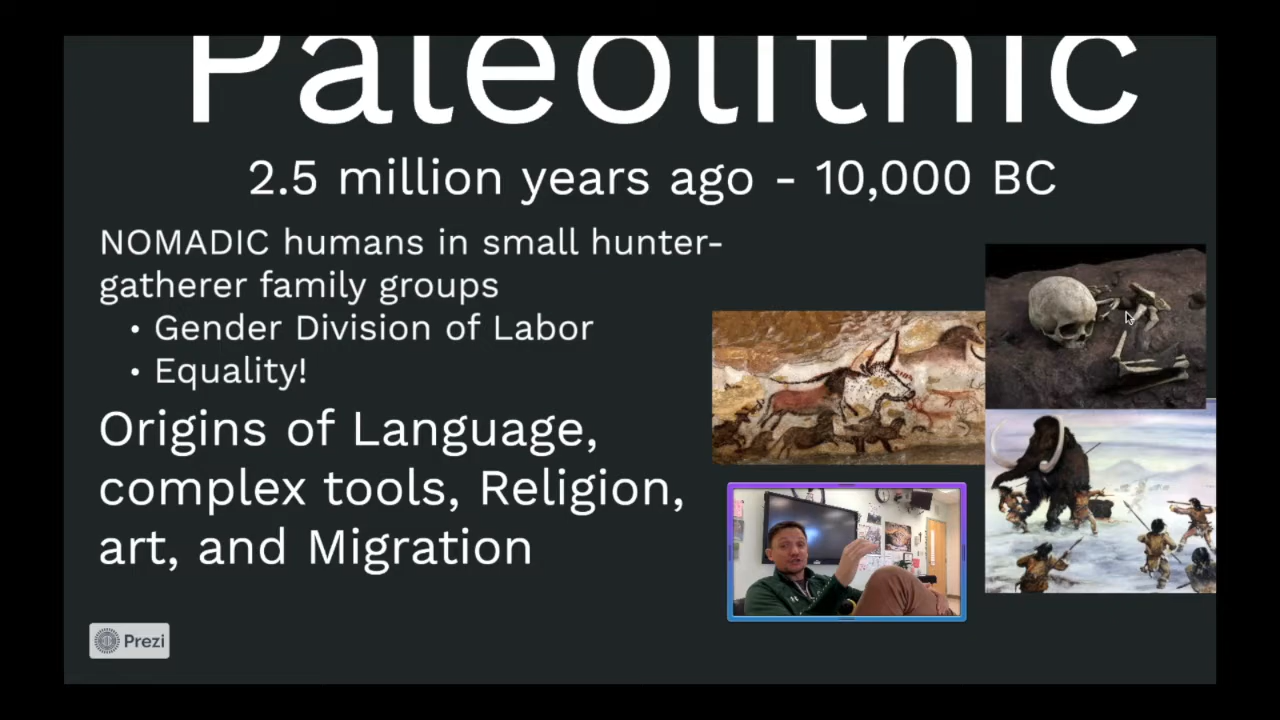 Paleolithic
2.5 million years ago - 10,000 BC
NOMADIC humans in small hunter-
gatherer family groups
• Gender Division of Labor
• Equality!
Origins of Language,
complex tools, Religion,
art, and Migration
Prezi